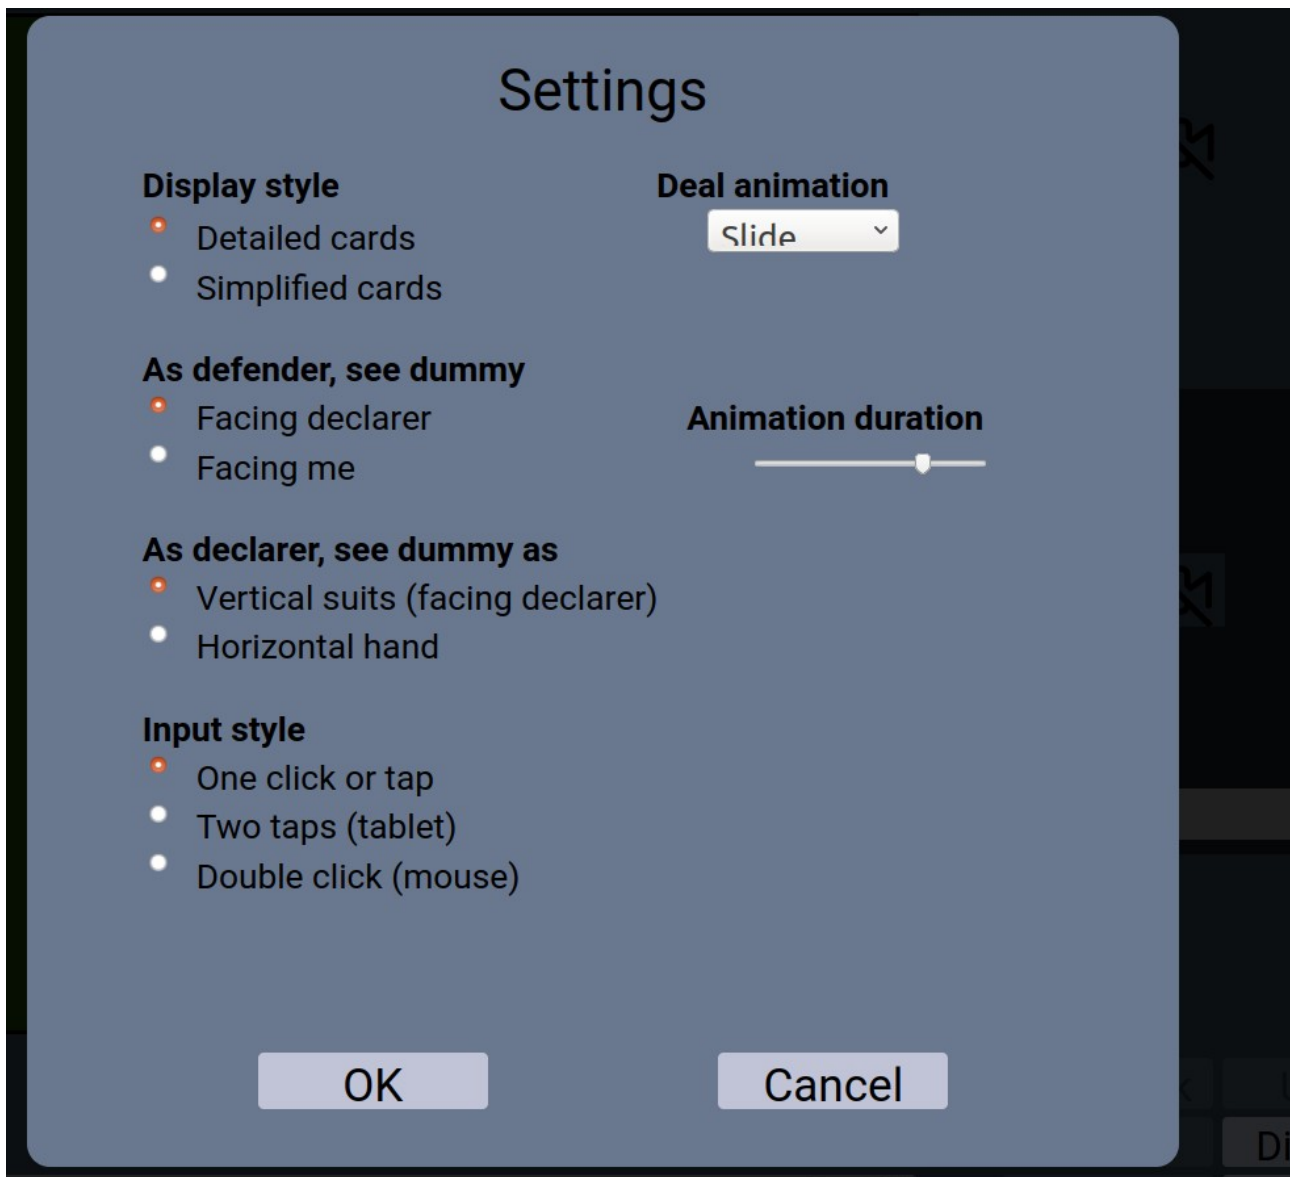 Settings
Display style
Detailed cards
Simplified cards
Deal animation
Slide
As defender, see dummy
Facing declarer
Facing me
Animation duration
As declarer, see dummy as
Vertical suits (facing declarer)
Horizontal hand
Input style
One click or tap
Two taps (tablet)
Double click (mouse)
OK
Cancel